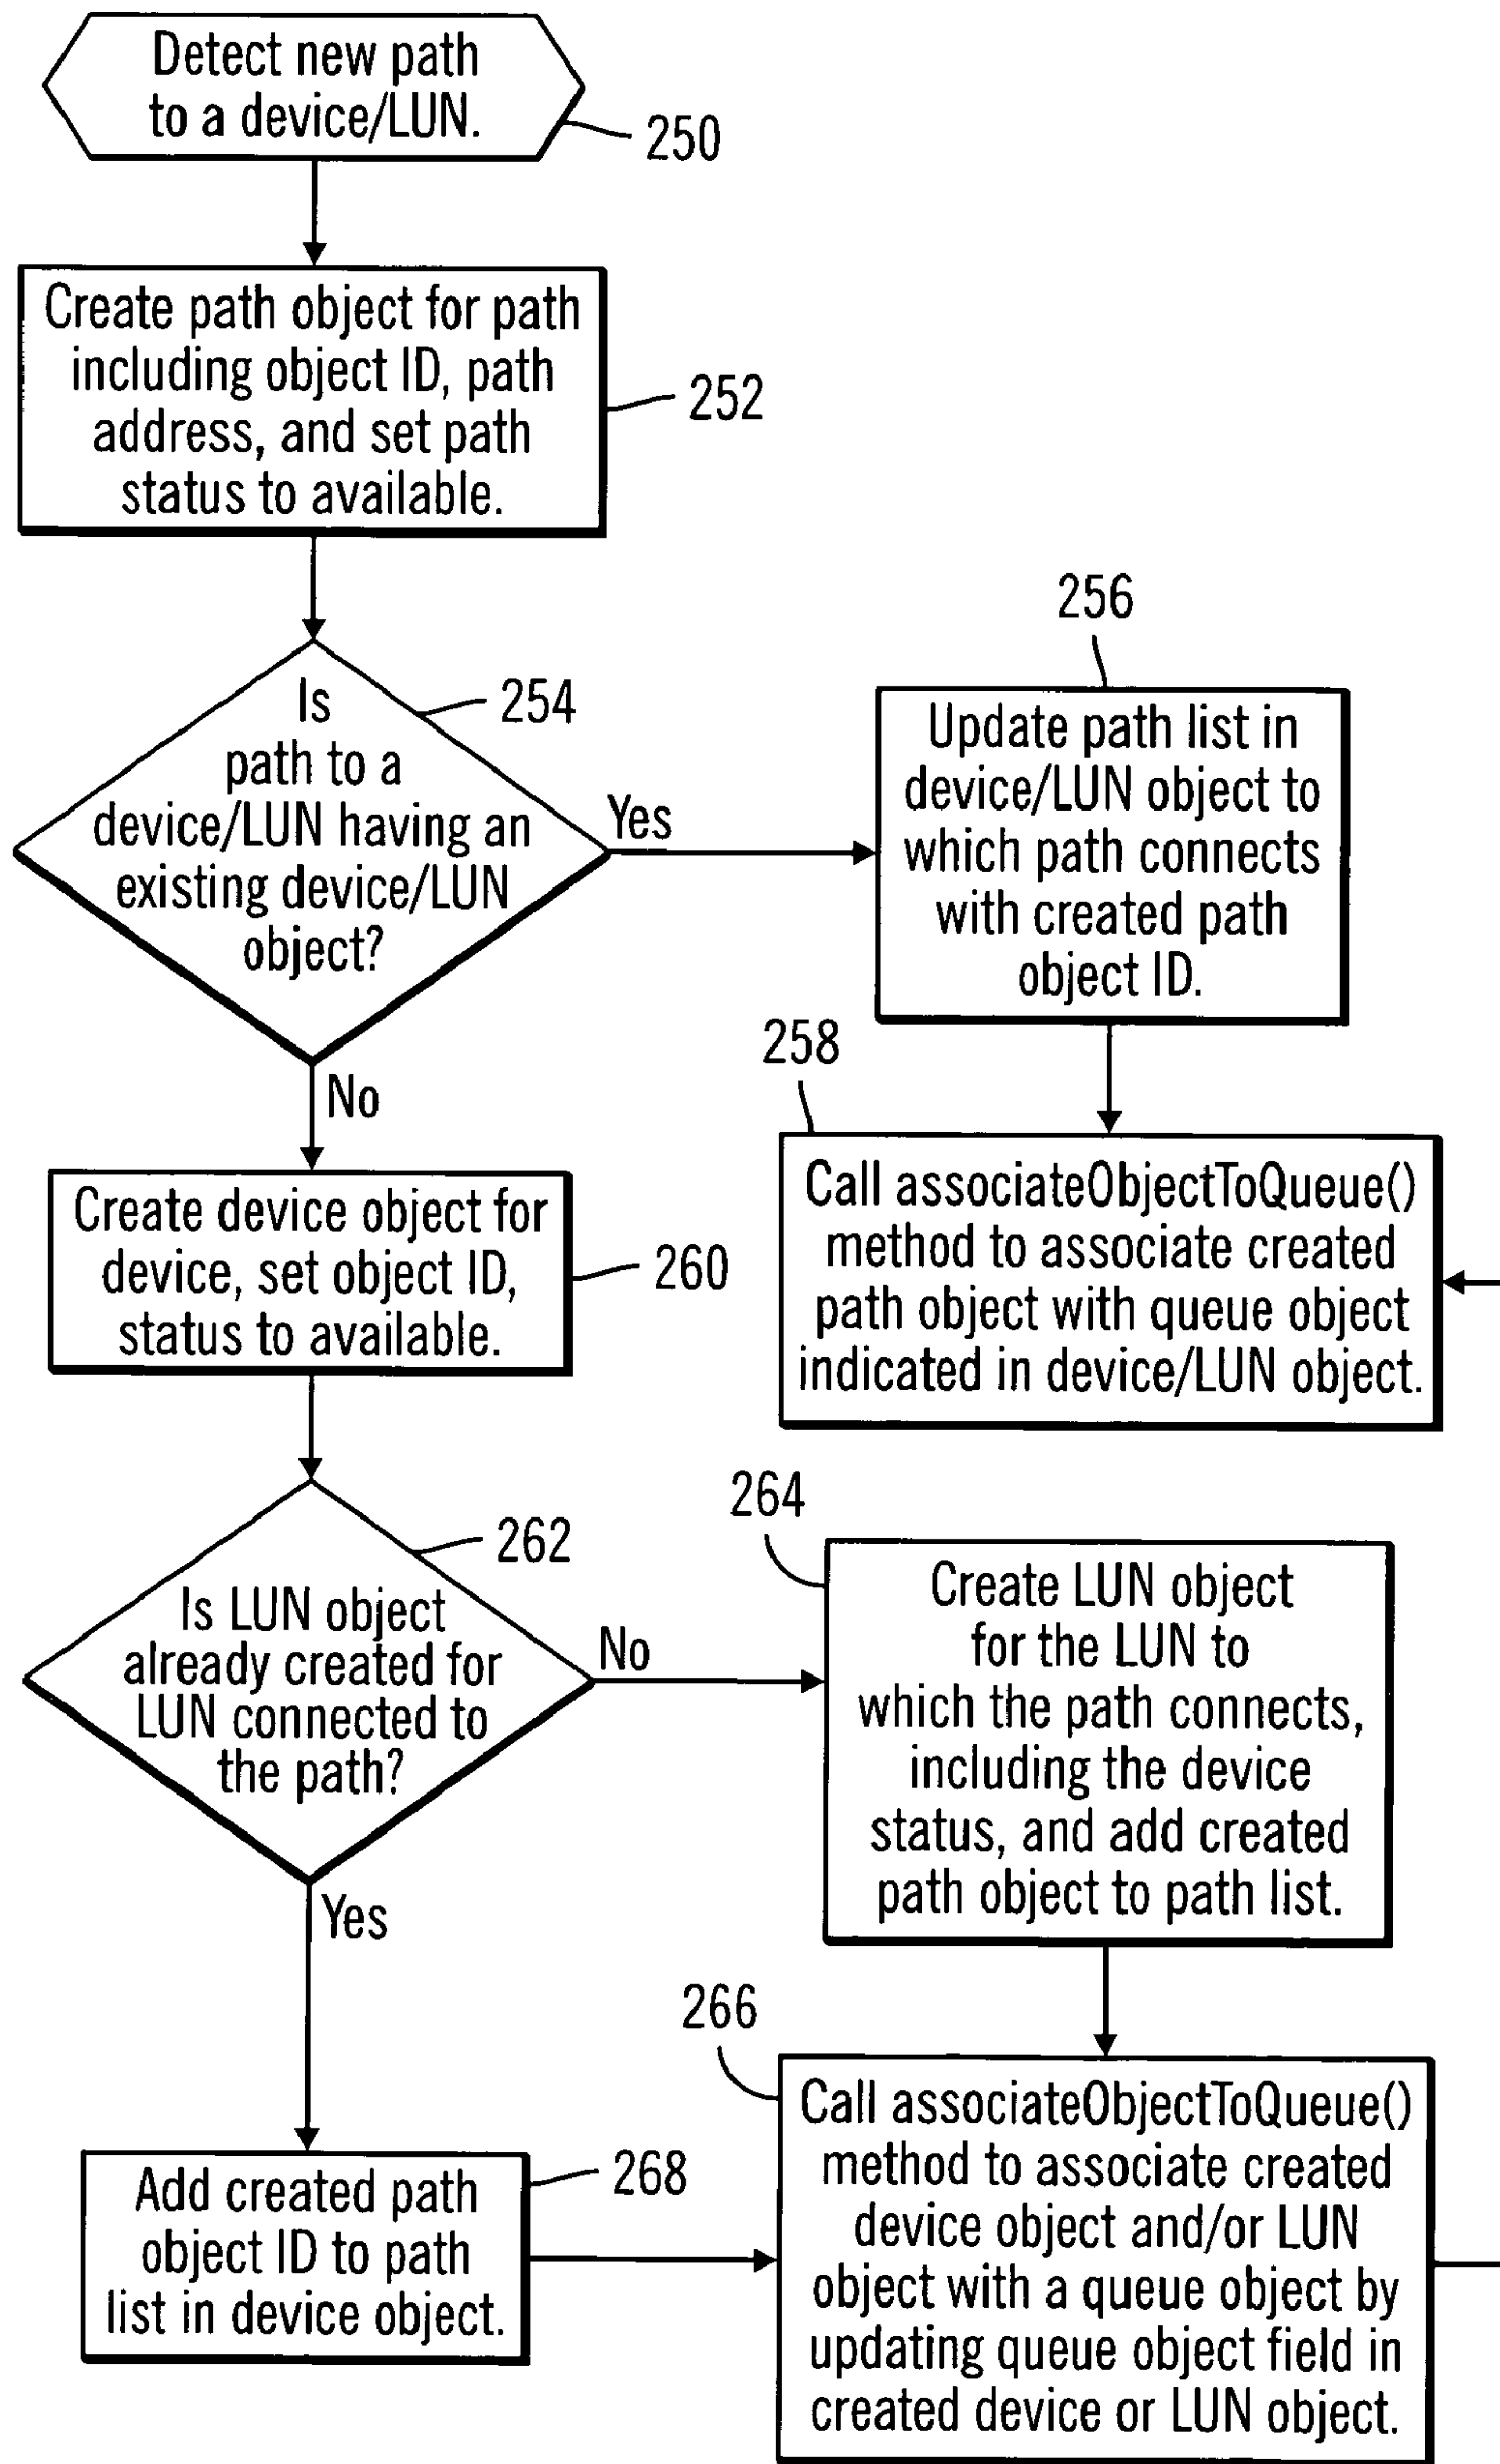 Detect new path
to a device/LUN.
250
Create path object for path
including object ID, path
address, and set path
status to available.
252
Is
path to a
device/LUN having an
existing device/LUN
object?
254
Yes
No
256
Update path list in
device/LUN object to
which path connects
with created path
object ID.
258
Call associateObjectToQueue()
method to associate created
path object with queue object
indicated in device/LUN object.
Create device object for
device, set object ID,
status to available.
260
262
Is LUN object
already created for
LUN connected to
the path?
No
Yes
264
Create LUN object
for the LUN to
which the path connects,
including the device
status, and add created
path object to path list.
266
Call associateObjectToQueue()
method to associate created
device object and/or LUN
object with a queue object by
updating queue object field in
created device or LUN object.
Add created path
object ID to path
list in device object.
268